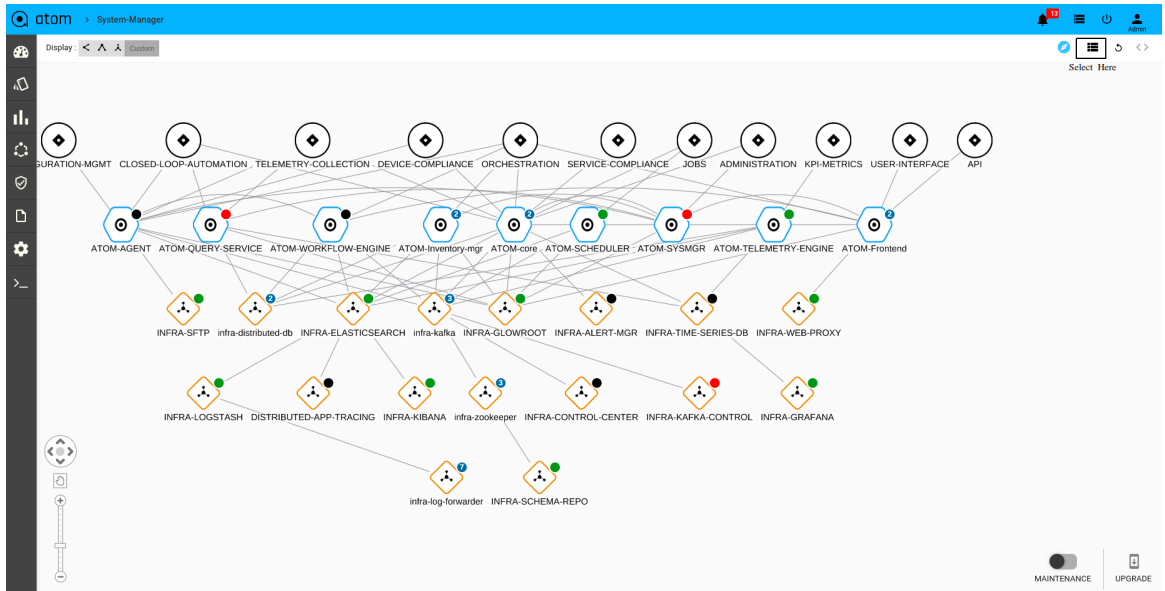 atom > System-Manager
13
Admin
Display : Custom
Select Here
GURATION-MGMT CLOSED-LOOP-AUTOMATION TELEMETRY-COLLECTION DEVICE-COMPLIANCE ORCHESTRATION SERVICE-COMPLIANCE JOBS ADMINISTRATION KPI-METRICS USER-INTERFACE API
2 2 2
ATOM-AGENT ATOM-QUERY-SERVICE ATOM-WORKFLOW-ENGINE ATOM-Inventory-mgr ATOM-core ATOM-SCHEDULER ATOM-SYSMGR ATOM-TELEMETRY-ENGINE ATOM-Frontend
2 3
INFRA-SFTP infra-distributed-db INFRA-ELASTICSEARCH infra-kafka INFRA-GLOWROOT INFRA-ALERT-MGR INFRA-TIME-SERIES-DB INFRA-WEB-PROXY
3
INFRA-LOGSTASH DISTRIBUTED-APP-TRACING INFRA-KIBANA infra-zookeeper INFRA-CONTROL-CENTER INFRA-KAFKA-CONTROL INFRA-GRAFANA
7
infra-log-forwarder INFRA-SCHEMA-REPO
MAINTENANCE UPGRADE